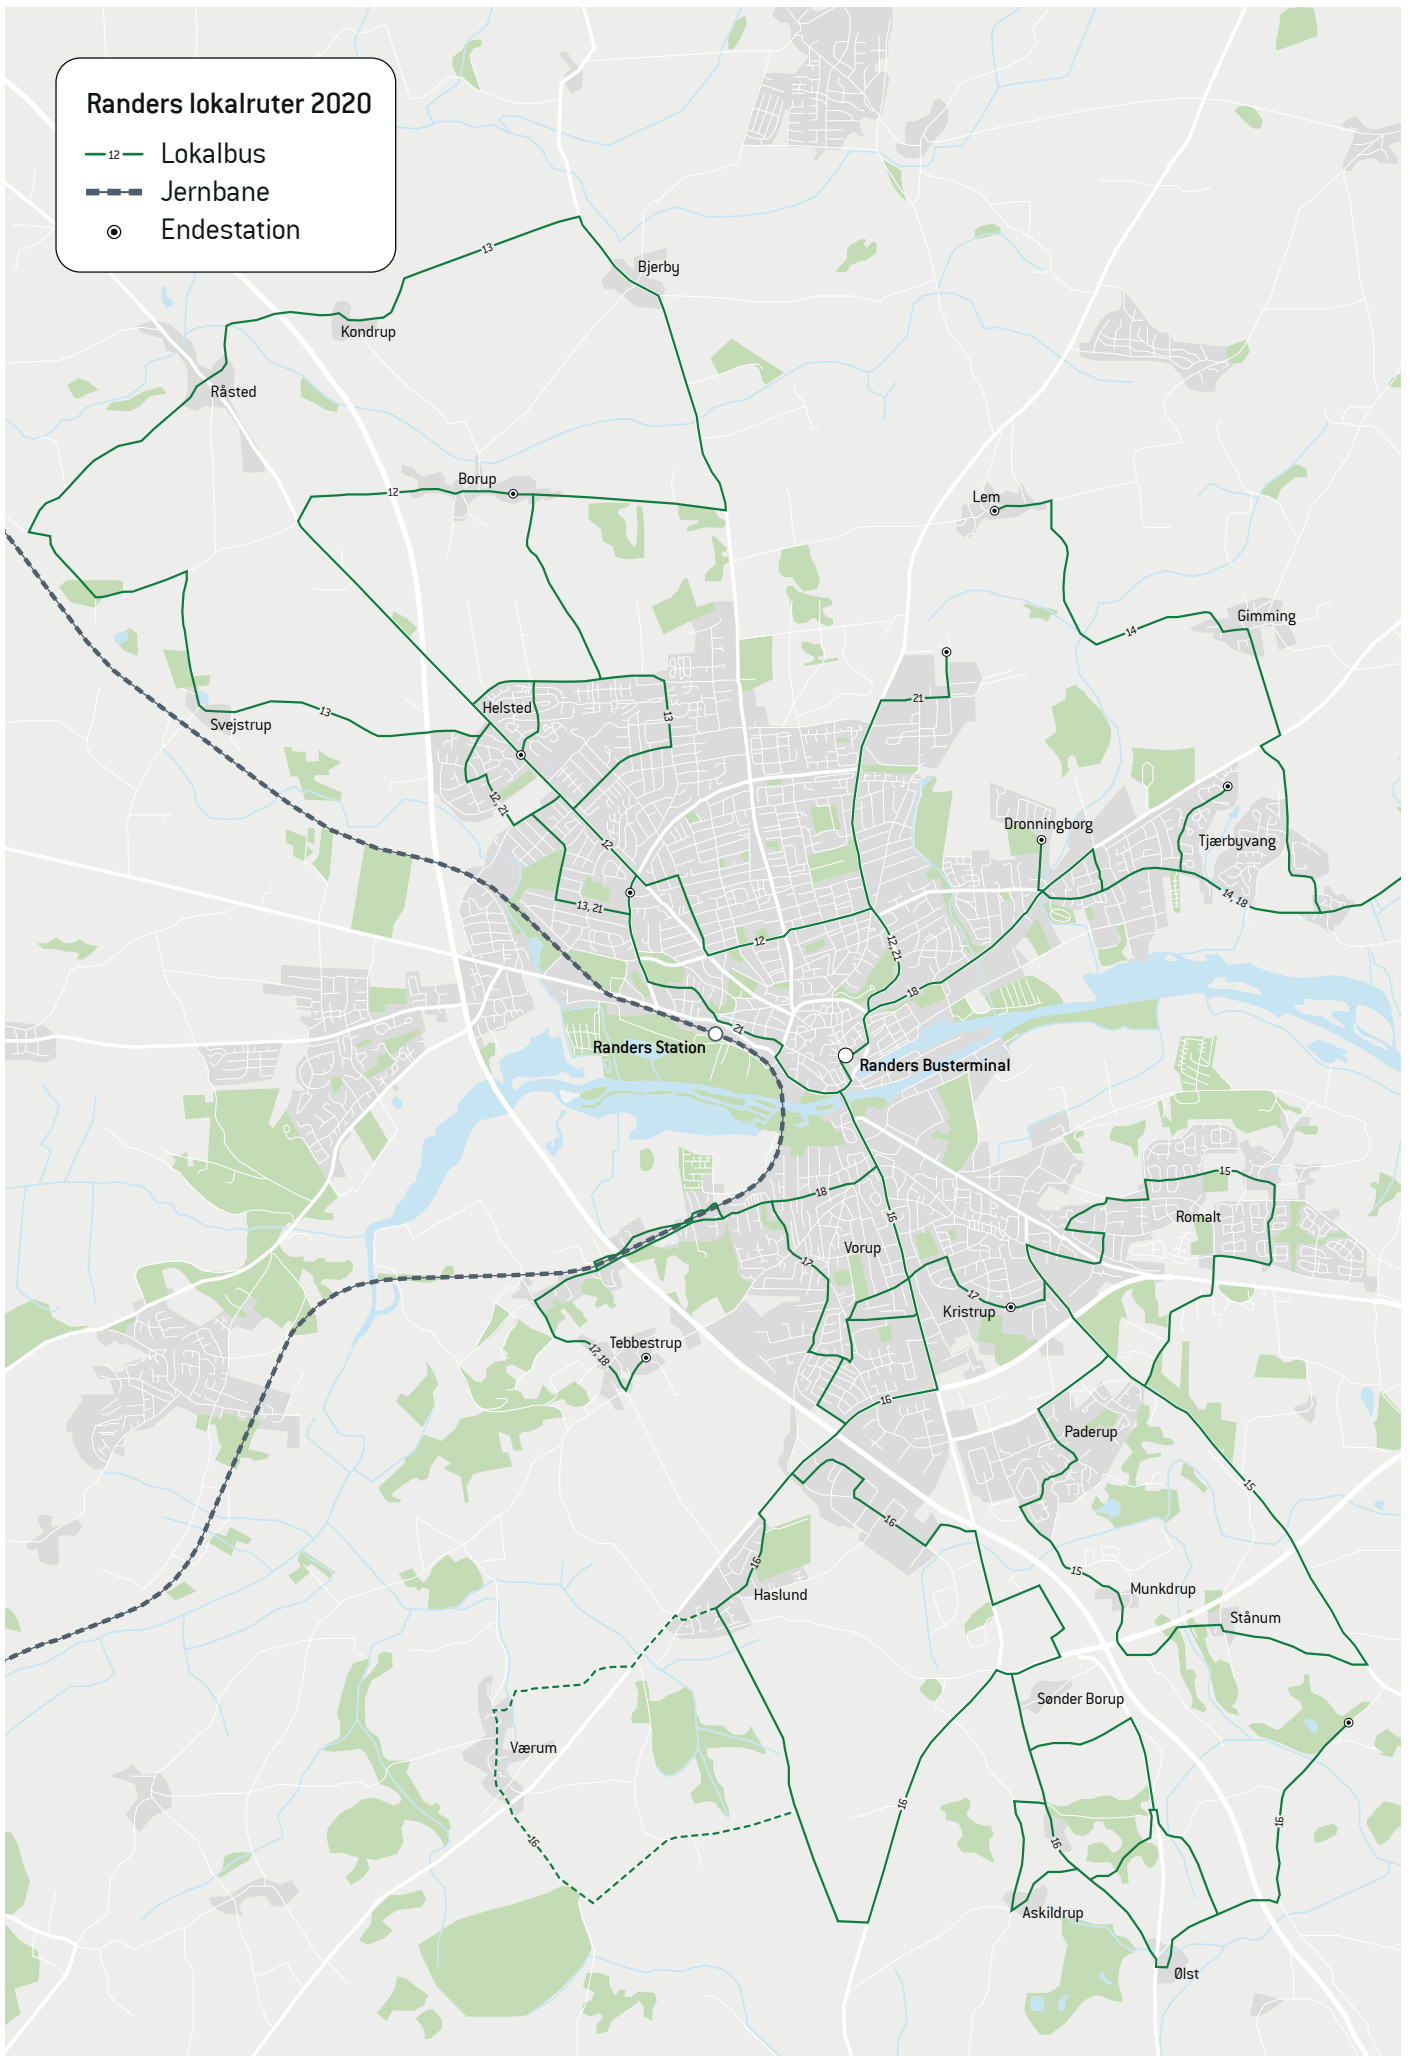 Randers lokalruter 2020
12 Lokalbus
Jernbane
Endestation
13
Bjerby
Kondrup
Råsted
Borup
12
Lem
Gimming
14
Helsted
21
13
13
Svejstrup
12, 21
Dronningborg
Tjærbyvang
12
13, 21
14, 18
12
12, 21
18
21
Randers Station
Randers Busterminal
15
18
16
Romalt
Vorup
17
17
Kristrup
Tebbestrup
17, 18
16
Paderup
15
16
16
15
Munkdrup
Haslund
Stånum
Sønder Borup
Værum
16
16
16
16
Askildrup
Ølst